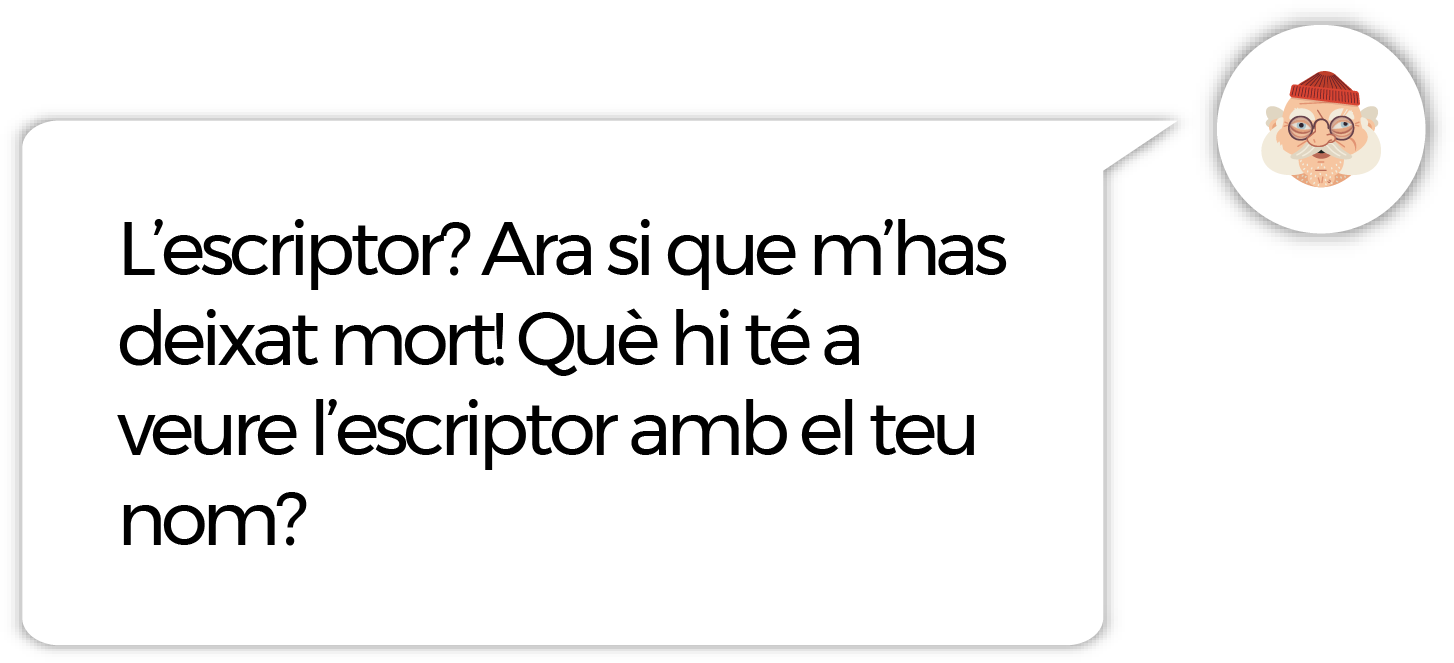 L’escriptor? Ara si que m’has
deixat mort! Què hi té a
veure l’escriptor amb el teu
nom?